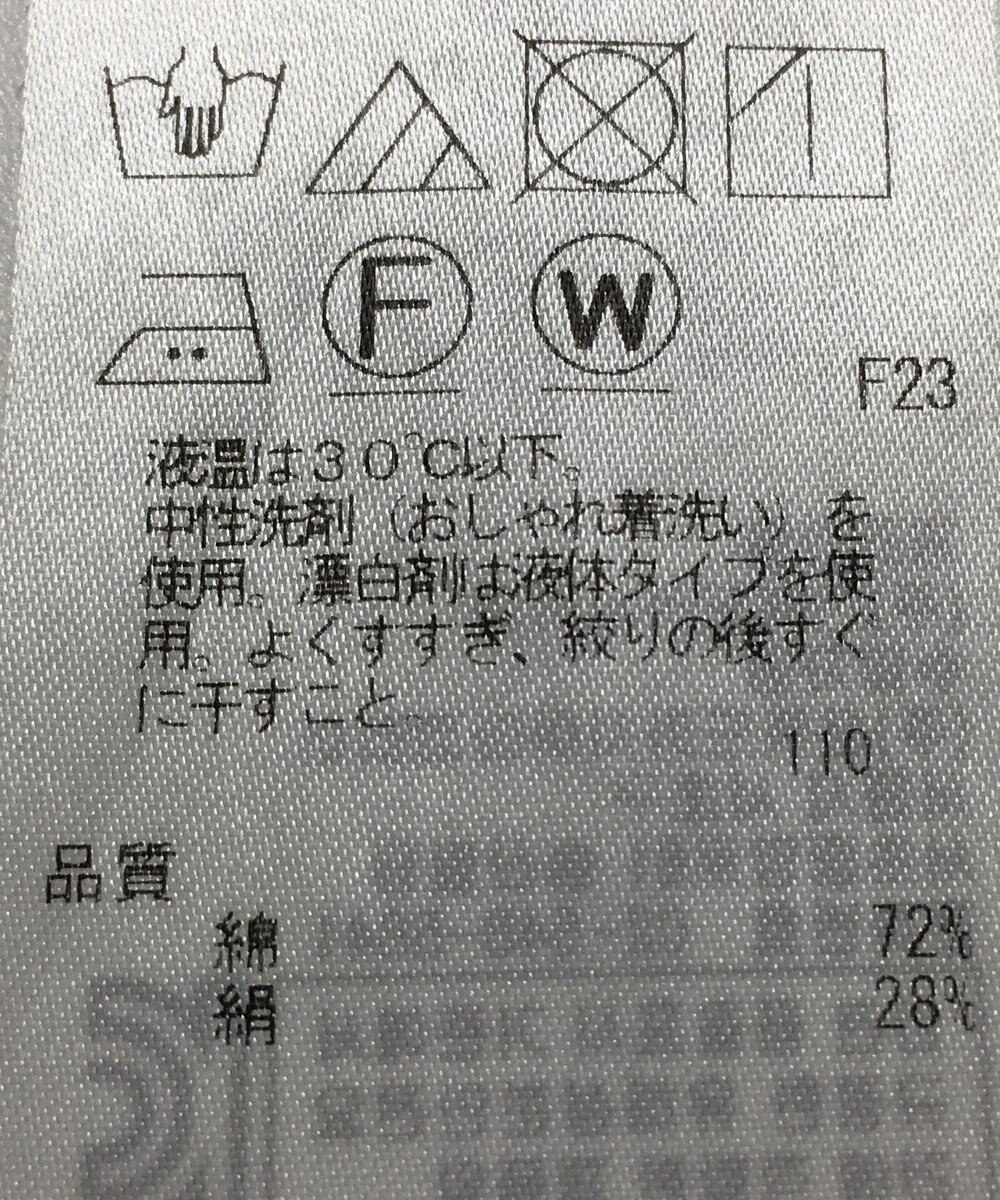 F W
F23
液温は30℃以下。
中性洗剤（おしゃれ着洗い）を
使用。漂白剤は液体タイプを使
用。よくすすぎ、絞りの後すぐ
に干すこと。
110
品質
綿 72%
絹 28%